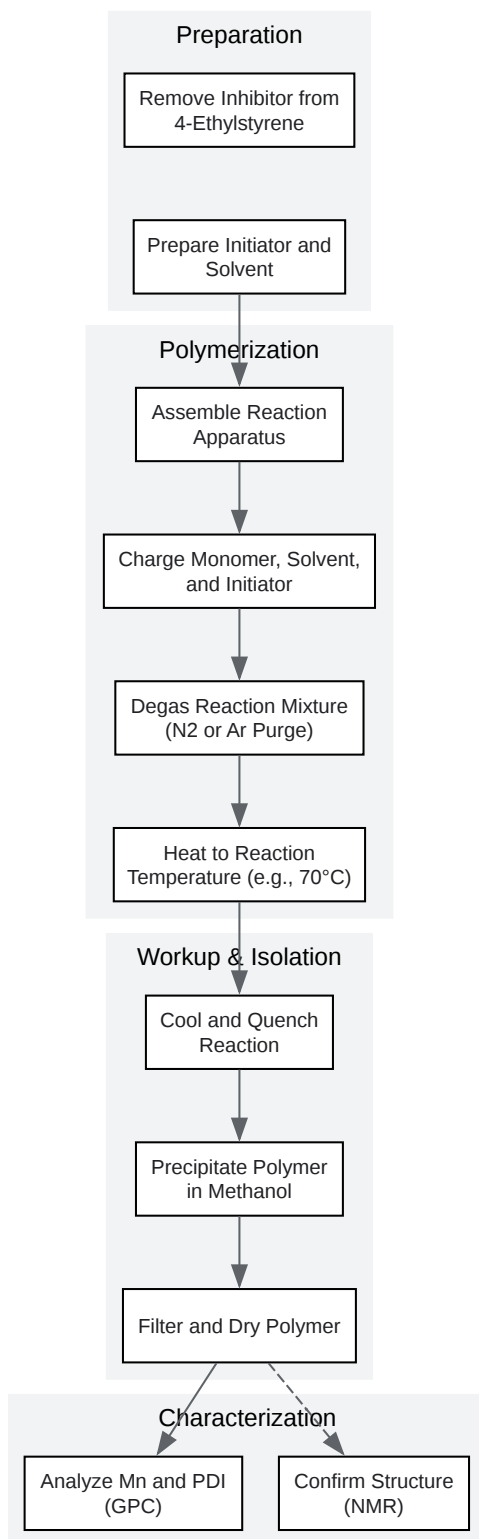 Preparation
Remove Inhibitor from
4-Ethylstyrene
Prepare Initiator and
Solvent
Polymerization
Assemble Reaction
Apparatus
Charge Monomer, Solvent,
and Initiator
Degas Reaction Mixture
(N2 or Ar Purge)
Heat to Reaction
Temperature (e.g., 70°C)
Workup & Isolation
Cool and Quench
Reaction
Precipitate Polymer
in Methanol
Filter and Dry Polymer
Characterization
Analyze Mn and PDI
(GPC)
Confirm Structure
(NMR)